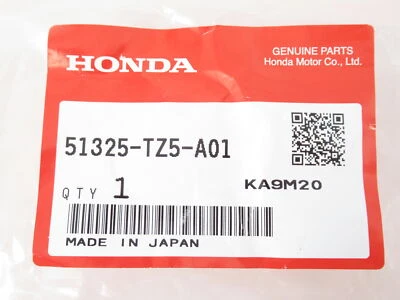 HONDA
GENUINE PARTS
Honda Motor Co., Ltd.
51325-TZ5-A01
QTY 1
KA9M20
MADE IN JAPAN